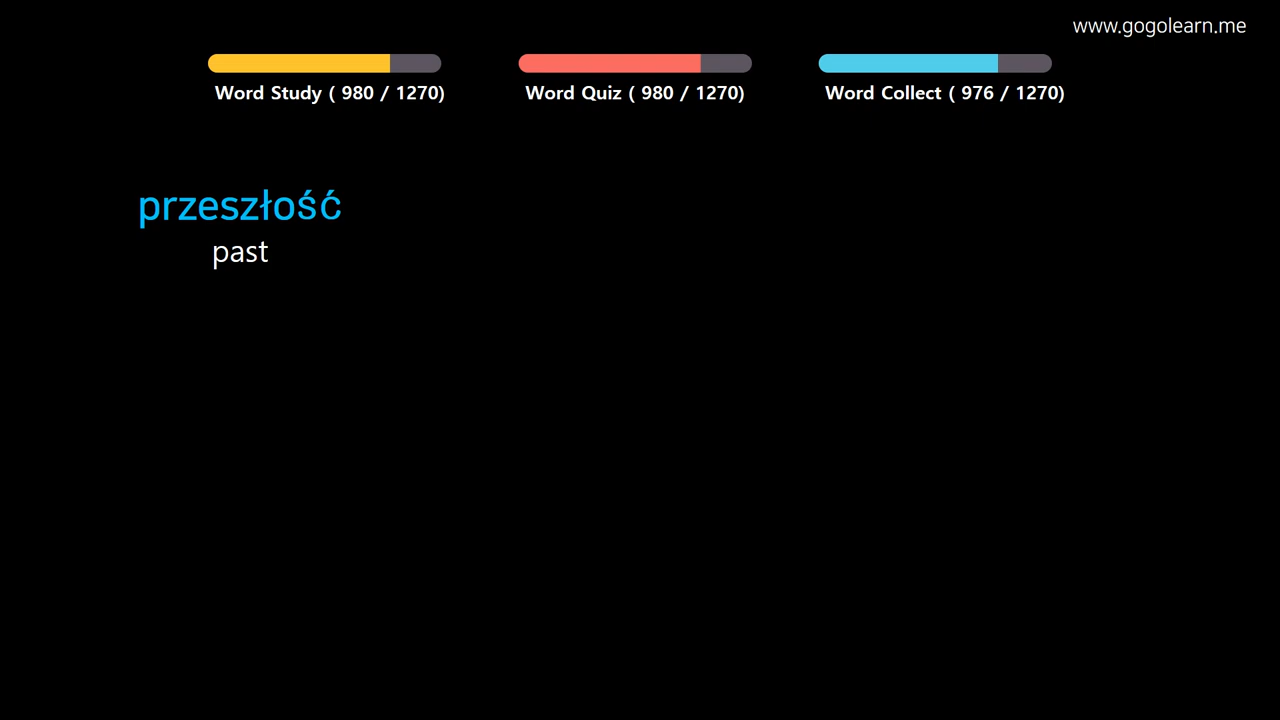 www.gogolearn.me
Word Study ( 980 / 1270)
Word Quiz ( 980 / 1270)
Word Collect ( 976 / 1270)
przeszłość
past